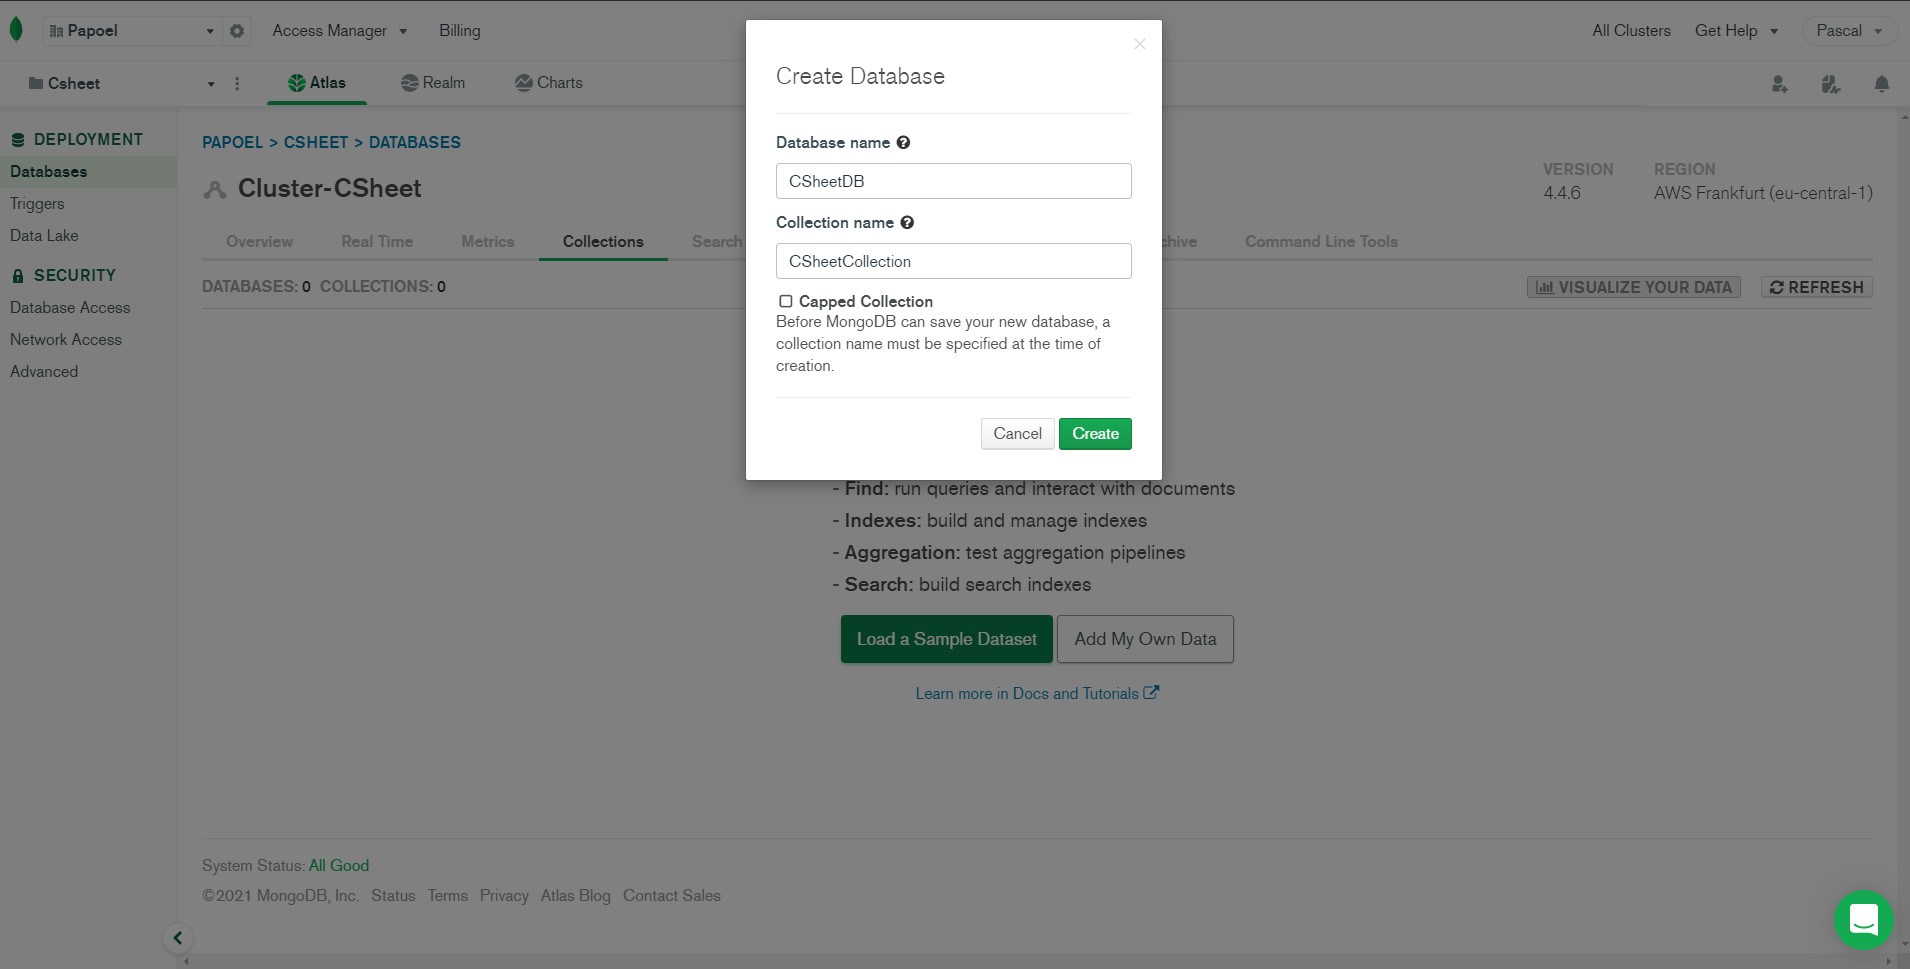 Papoel
Access Manager
Billing
All Clusters
Get Help
Pascal
Csheet
Atlas
Realm
Charts
DEPLOYMENT
Databases
Triggers
Data Lake
SECURITY
Database Access
Network Access
Advanced
PAPOEL > CSHEET > DATABASES
Cluster-CSheet
VERSION
4.4.6
REGION
AWS Frankfurt (eu-central-1)
Overview
Real Time
Metrics
Collections
Search
chive
Command Line Tools
DATABASES: 0 COLLECTIONS: 0
VISUALIZE YOUR DATA
REFRESH
Create Database
Database name
CSheetDB
Collection name
CSheetCollection
Capped Collection
Before MongoDB can save your new database, a
collection name must be specified at the time of
creation.
Cancel
Create
- Find: run queries and interact with documents
- Indexes: build and manage indexes
- Aggregation: test aggregation pipelines
- Search: build search indexes
Load a Sample Dataset
Add My Own Data
Learn more in Docs and Tutorials
System Status: All Good
©2021 MongoDB, Inc. Status Terms Privacy Atlas Blog Contact Sales